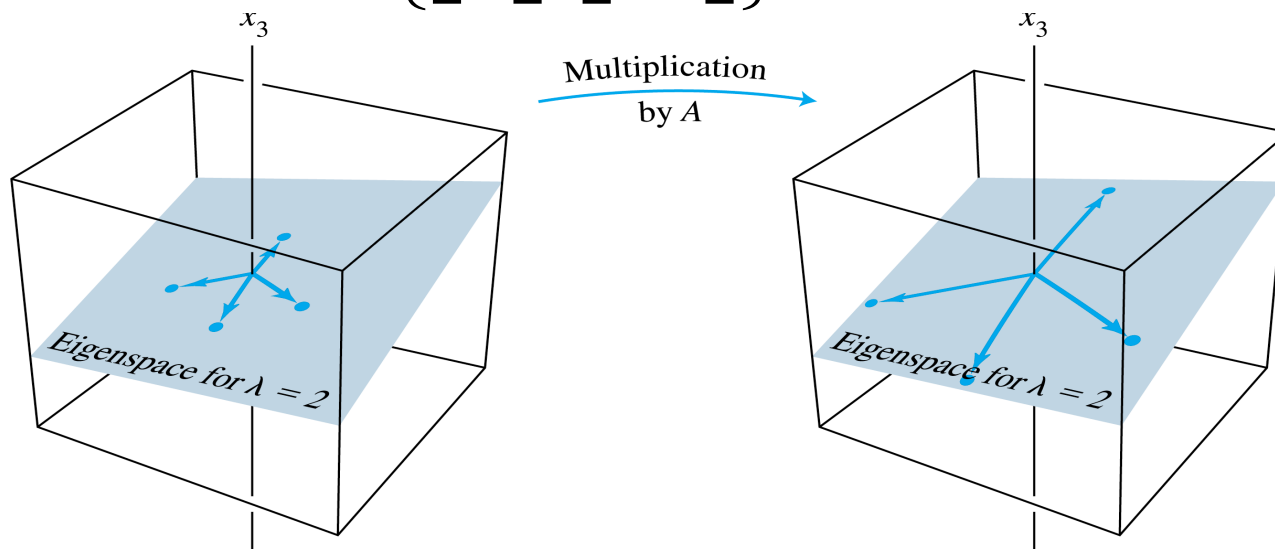 x₃
Multiplication
by A
x₃
Eigenspace for λ = 2
Eigenspace for λ = 2